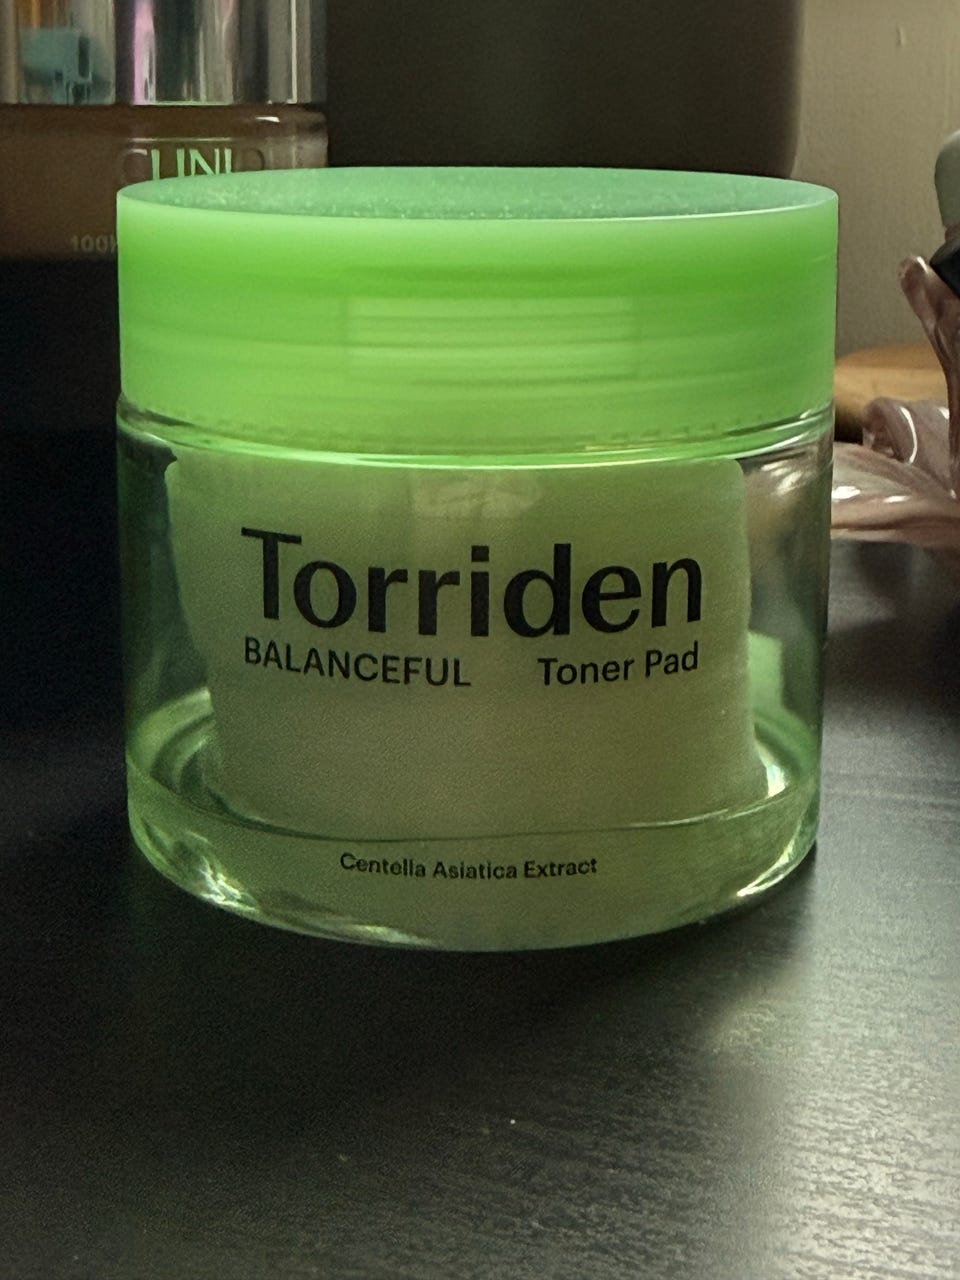 Torriden
BALANCEFUL Toner Pad
Centella Asiatica Extract